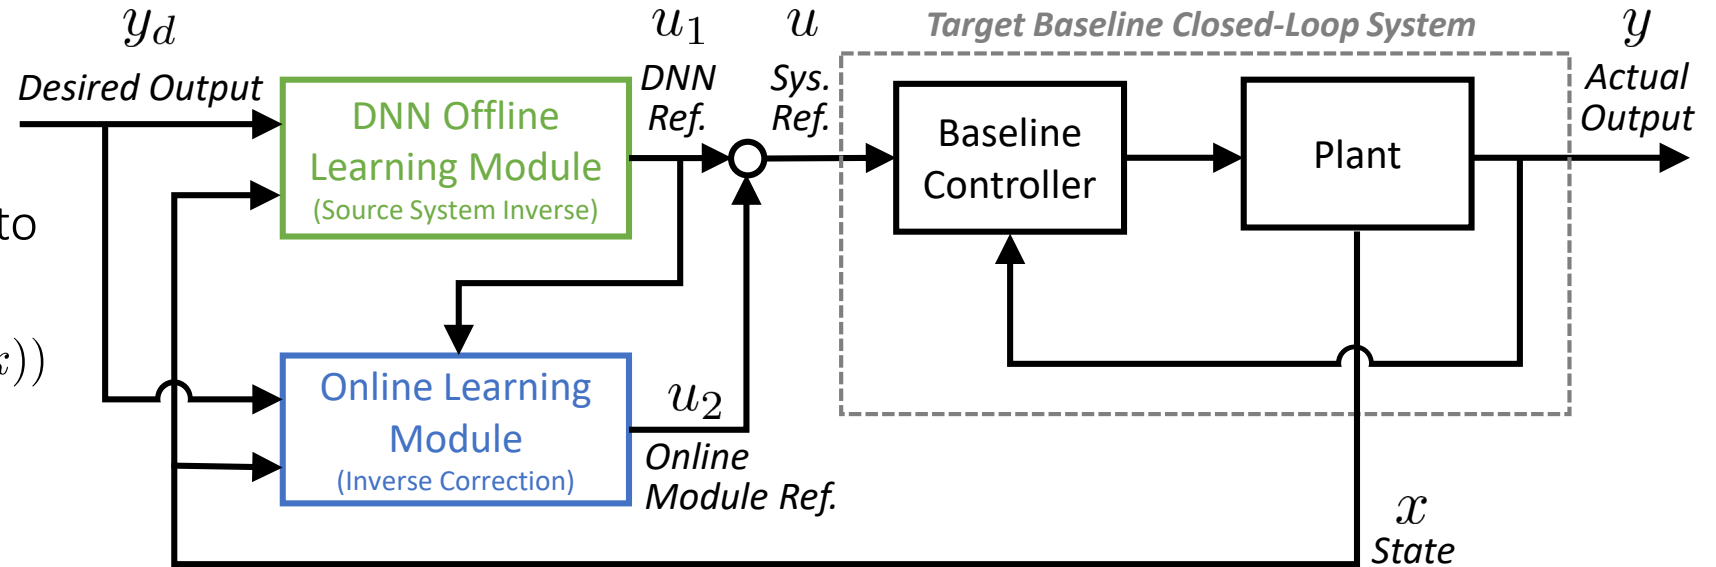 y_d
Desired Output
DNN Offline
Learning Module
(Source System Inverse)
u_1
DNN
Ref.
u
Sys.
Ref.
Target Baseline Closed-Loop System
Baseline
Controller
Plant
y
Actual
Output
to
))
Online Learning
Module
(Inverse Correction)
u_2
Online
Module Ref.
x
State